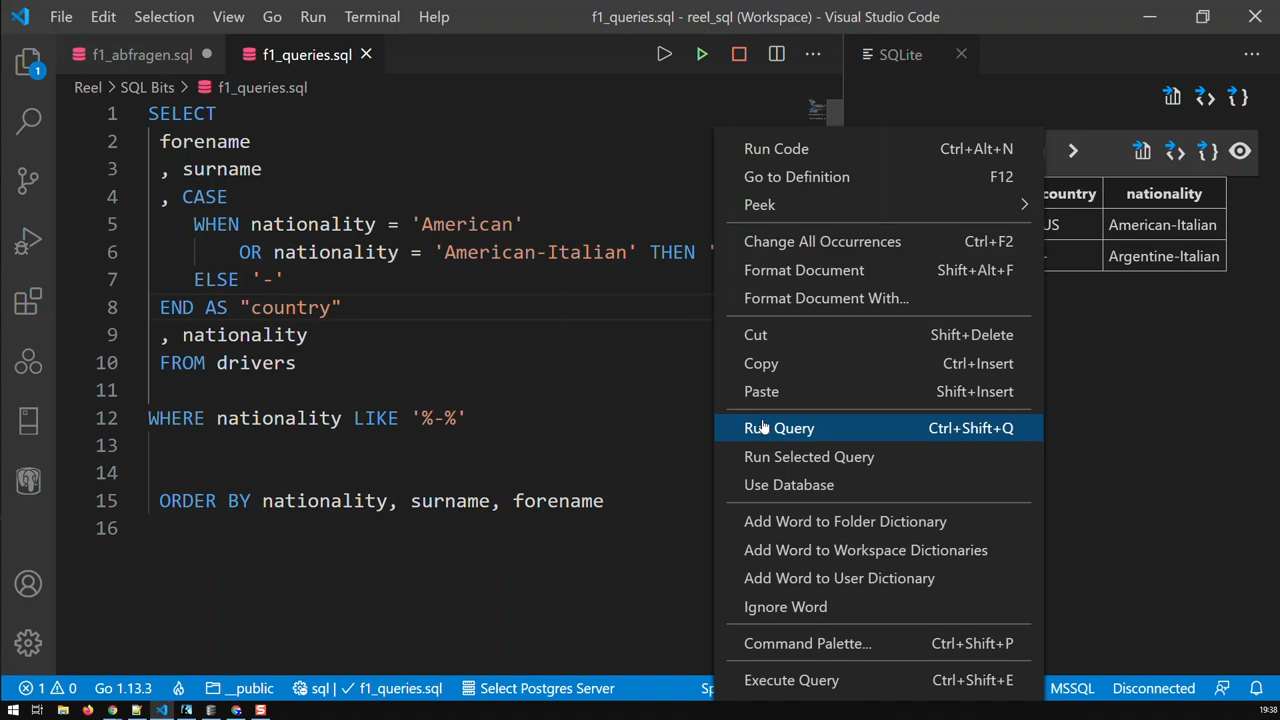 File Edit Selection View Go Run Terminal Help f1_queries.sql - reel_sql (Workspace) - Visual Studio Code
f1_abfragen.sql f1_queries.sql SQLite
Reel SQL Bits f1_queries.sql
1 SELECT
2 forename
3 , surname
4 , CASE
5 WHEN nationality = 'American'
6 OR nationality = 'American-Italian' THEN '
7 ELSE '-'
8 END AS "country"
9 , nationality
10 FROM drivers
11
12 WHERE nationality LIKE '%-%'
13
14
15 ORDER BY nationality, surname, forename
16
Run Code Ctrl+Alt+N
Go to Definition F12
Peek
Change All Occurrences Ctrl+F2
Format Document Shift+Alt+F
Format Document With...
Cut Shift+Delete
Copy Ctrl+Insert
Paste Shift+Insert
Run Query Ctrl+Shift+Q
Run Selected Query
Use Database
Add Word to Folder Dictionary
Add Word to Workspace Dictionaries
Add Word to User Dictionary
Ignore Word
Command Palette... Ctrl+Shift+P
Execute Query Ctrl+Shift+E
country nationality
US American-Italian
- Argentine-Italian
1
1 0 Go 1.13.3 __public sql | ✓ f1_queries.sql Select Postgres Server Sp MSSQL Disconnected
19:38